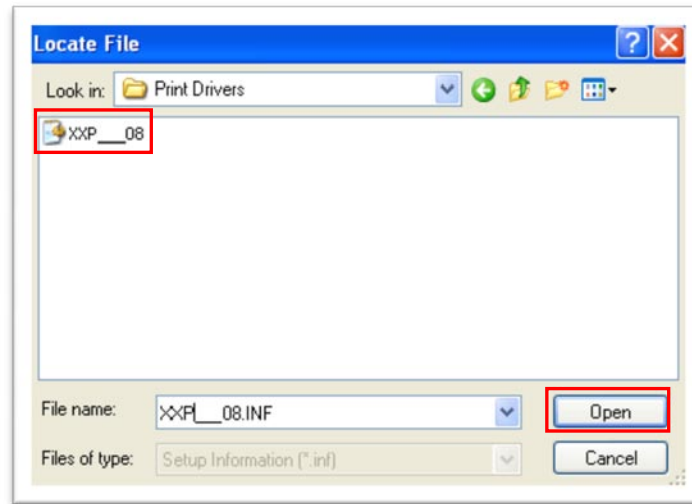 Locate File
Look in: Print Drivers
XXP___08
File name: XXP___08.INF Open
Files of type: Setup Information (*.inf) Cancel